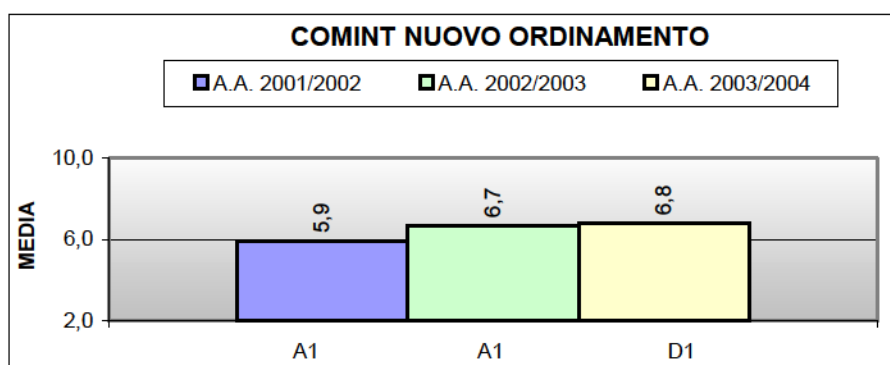 COMINT NUOVO ORDINAMENTO
A.A. 2001/2002 A.A. 2002/2003 A.A. 2003/2004
MEDIA
10,0
6,0
2,0
5,9 6,7 6,8
A1 A1 D1